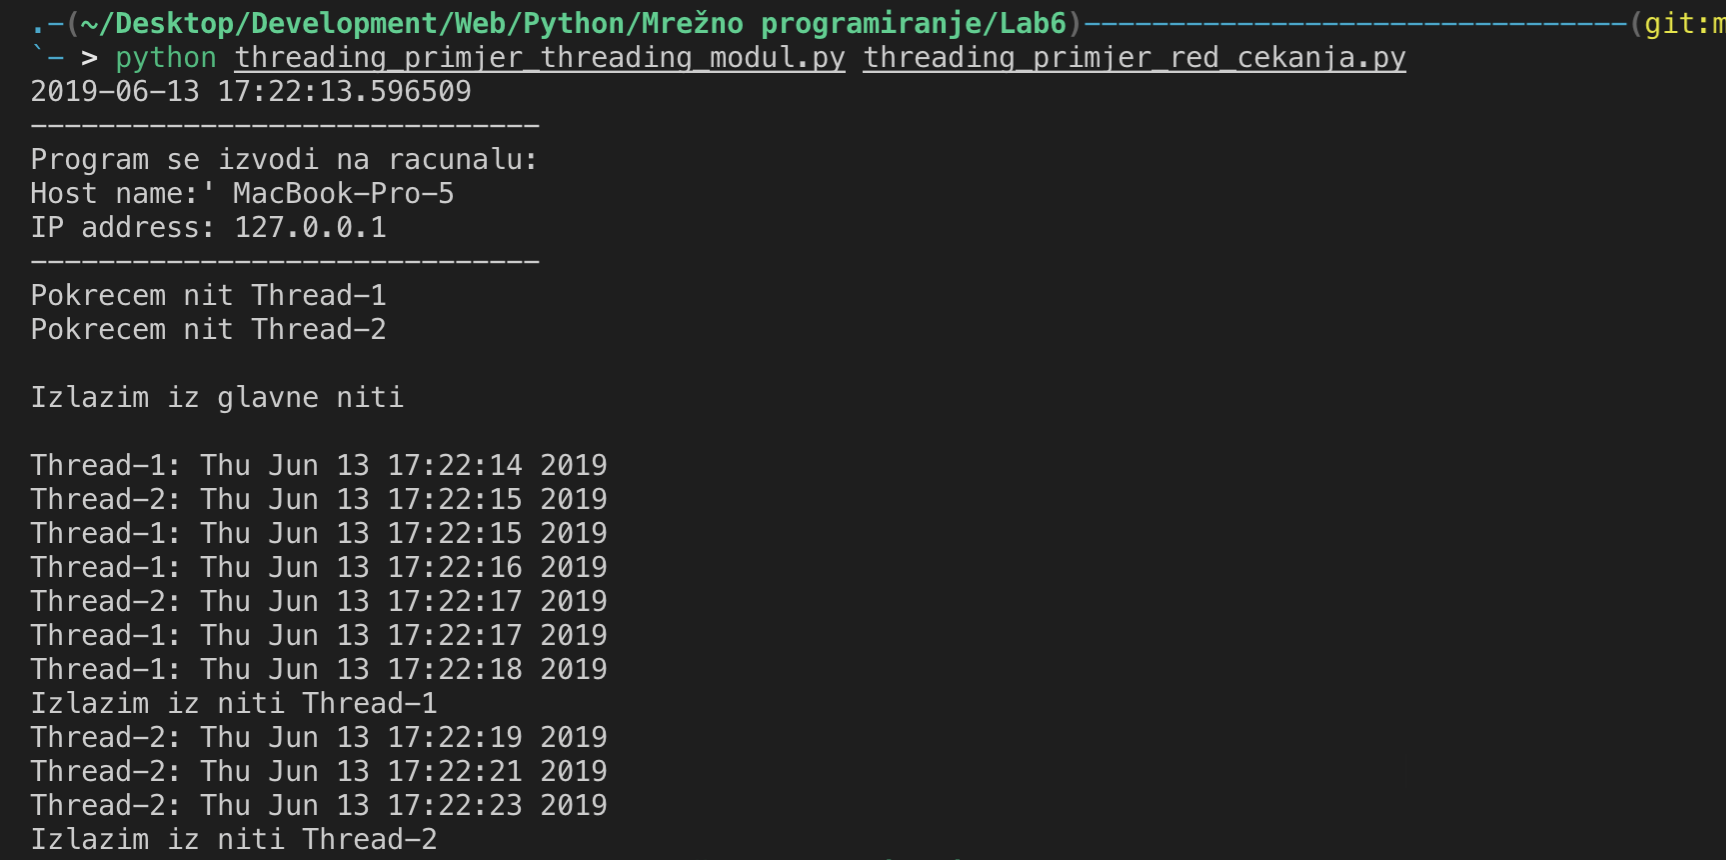 .–(~/Desktop/Development/Web/Python/Mrežno programiranje/Lab6)––––––––––––––––––––––––––––––––(git:m
`– > python threading_primjer_threading_modul.py threading_primjer_red_cekanja.py
2019-06-13 17:22:13.596509
------------------------------
Program se izvodi na racunalu:
Host name:' MacBook-Pro-5
IP address: 127.0.0.1
------------------------------
Pokrecem nit Thread-1
Pokrecem nit Thread-2
Izlazim iz glavne niti
Thread-1: Thu Jun 13 17:22:14 2019
Thread-2: Thu Jun 13 17:22:15 2019
Thread-1: Thu Jun 13 17:22:15 2019
Thread-1: Thu Jun 13 17:22:16 2019
Thread-2: Thu Jun 13 17:22:17 2019
Thread-1: Thu Jun 13 17:22:17 2019
Thread-1: Thu Jun 13 17:22:18 2019
Izlazim iz niti Thread-1
Thread-2: Thu Jun 13 17:22:19 2019
Thread-2: Thu Jun 13 17:22:21 2019
Thread-2: Thu Jun 13 17:22:23 2019
Izlazim iz niti Thread-2